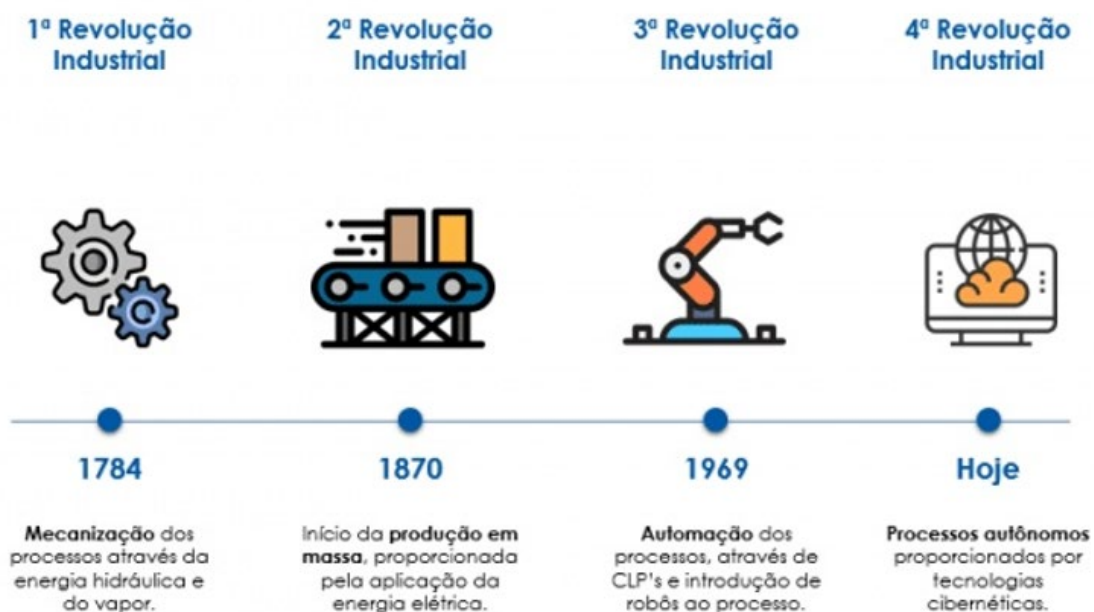 1ª Revolução
Industrial
2ª Revolução
Industrial
3ª Revolução
Industrial
4ª Revolução
Industrial
1784
1870
1969
Hoje
Mecanização dos
processos através da
energia hidráulica e
do vapor.
Início da produção em
massa, proporcionada
pela aplicação da
energia elétrica.
Automação dos
processos, através de
CLP's e introdução de
robôs ao processo.
Processos autônomos
proporcionados por
tecnologias
cibernéticas.